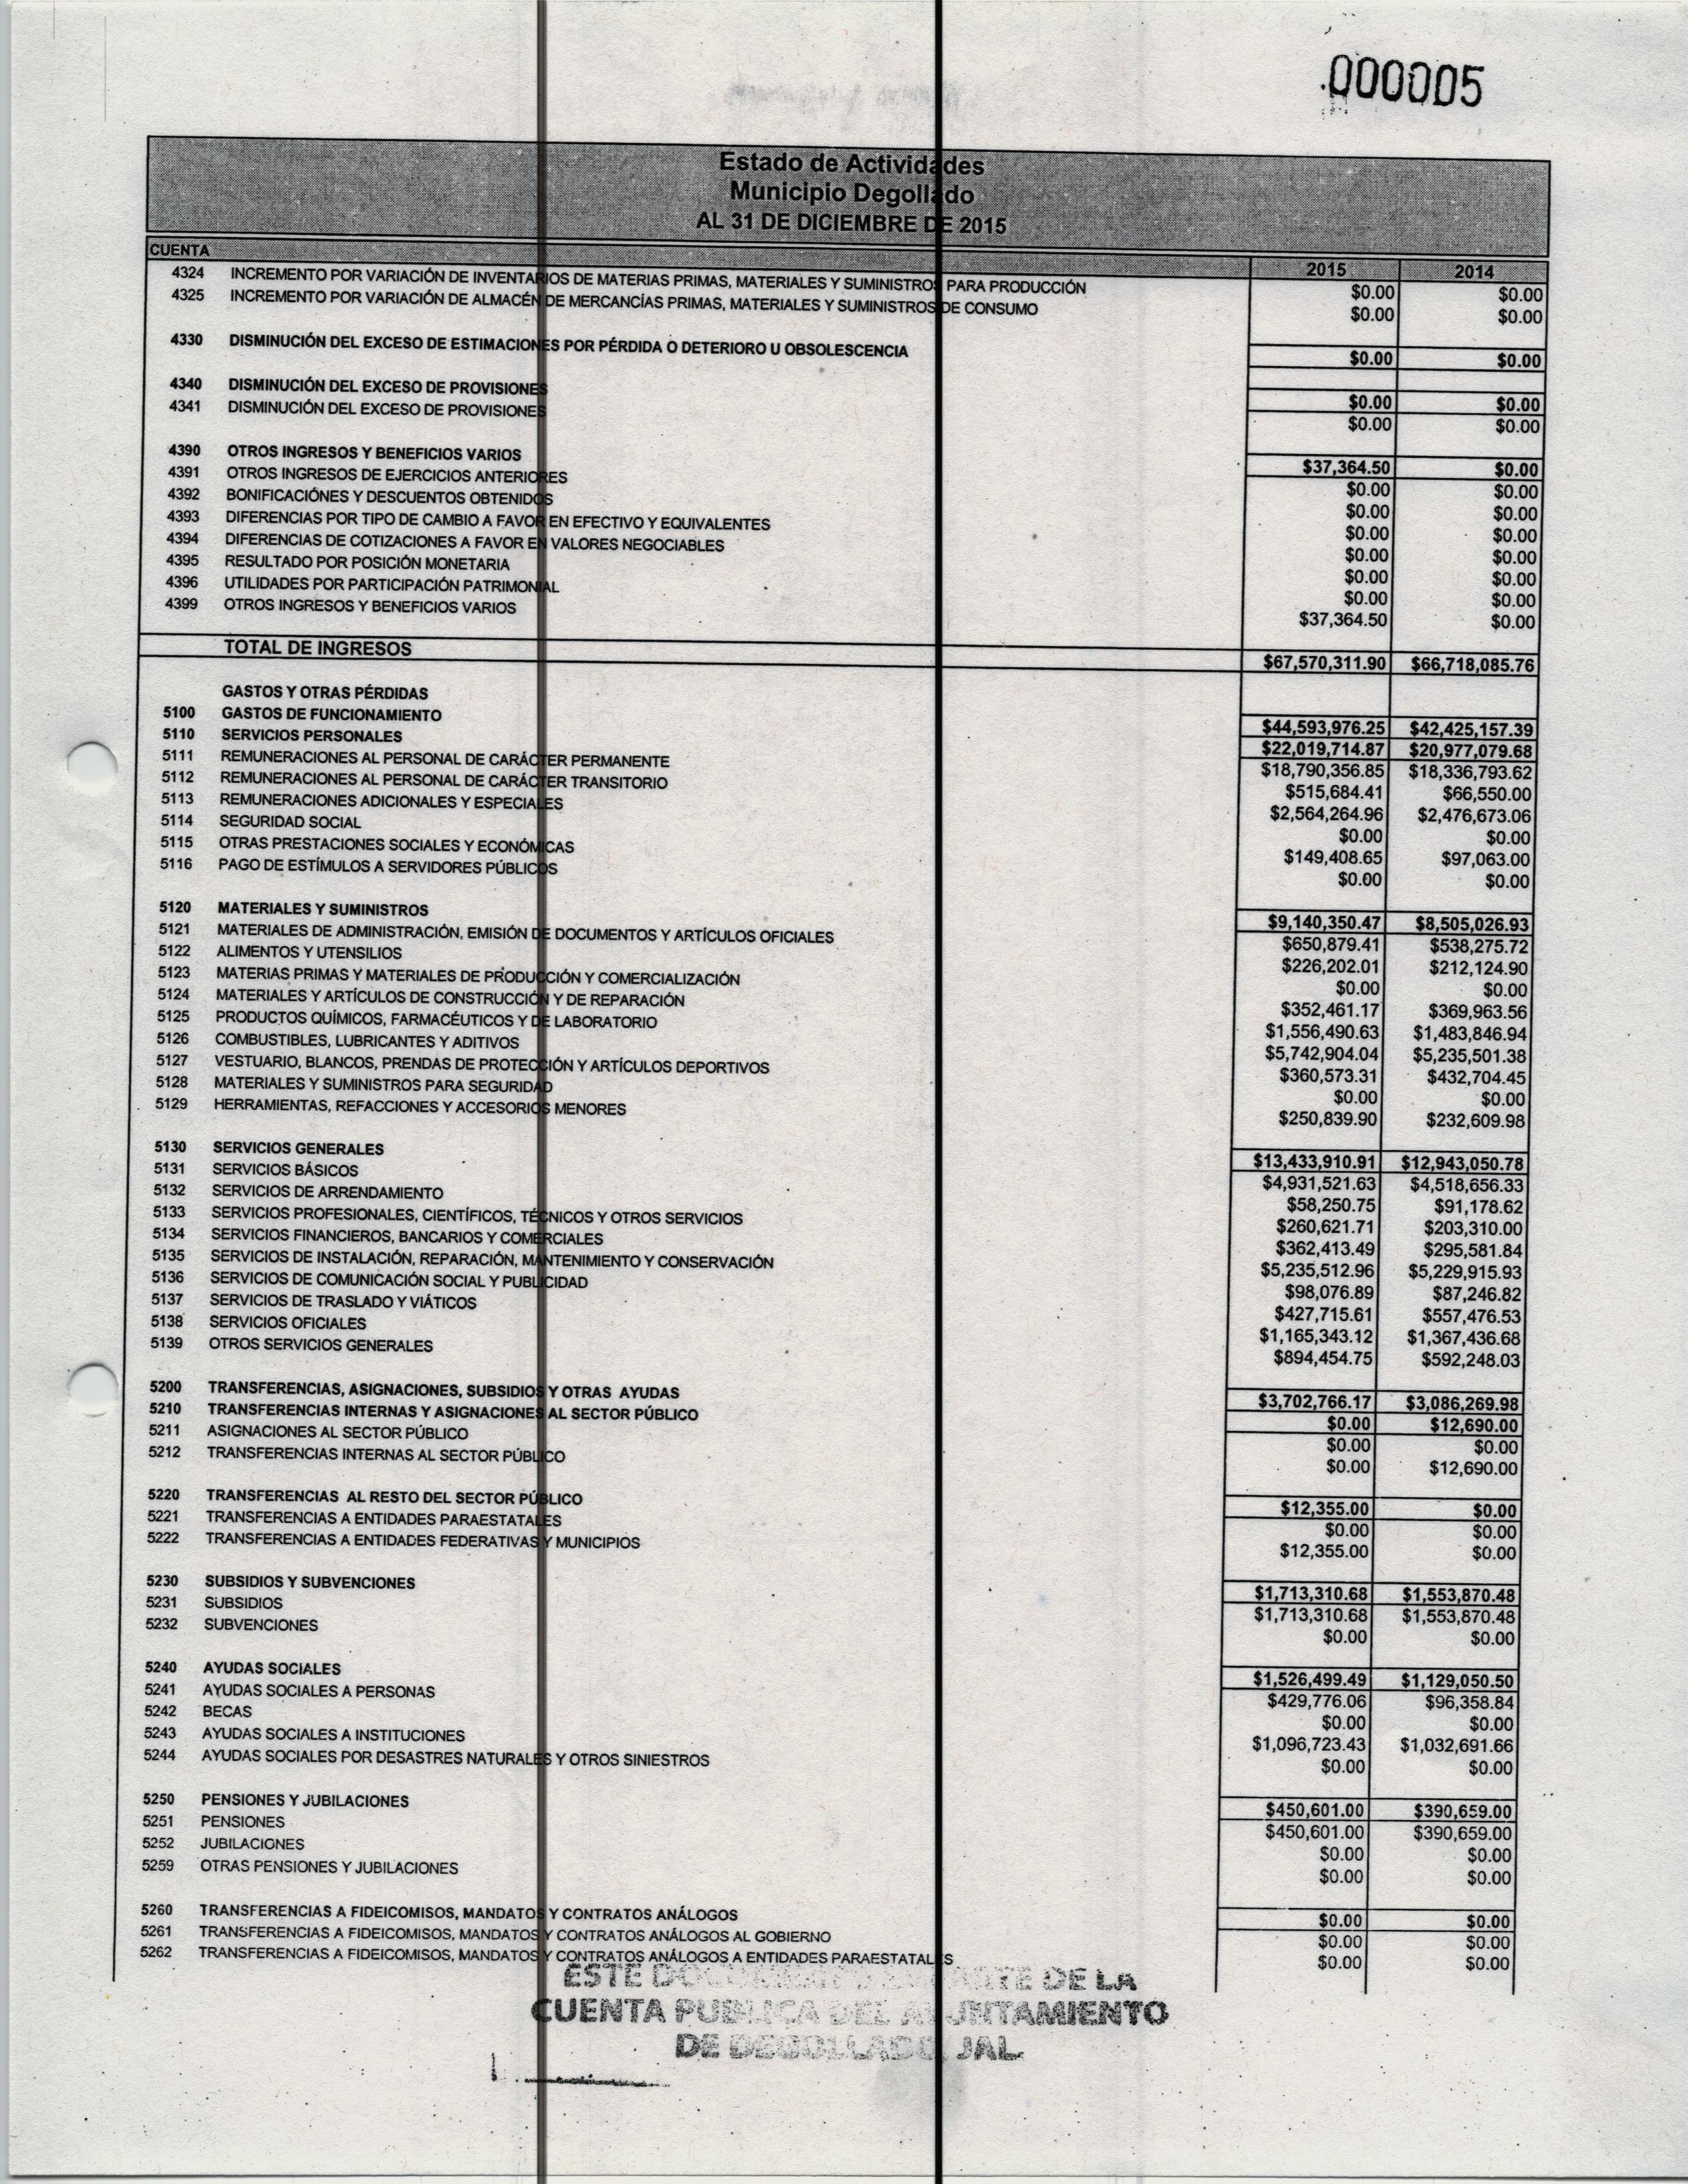 .000005
Estado de Actividades
Municipio Degollado
AL 31 DE DICIEMBRE DE 2015
CUENTA 2015 2014
4324 INCREMENTO POR VARIACIÓN DE INVENTARIOS DE MATERIAS PRIMAS, MATERIALES Y SUMINISTROS PARA PRODUCCIÓN $0.00 $0.00
4325 INCREMENTO POR VARIACIÓN DE ALMACÉN DE MERCANCÍAS PRIMAS, MATERIALES Y SUMINISTROS DE CONSUMO $0.00 $0.00
4330 DISMINUCIÓN DEL EXCESO DE ESTIMACIONES POR PÉRDIDA O DETERIORO U OBSOLESCENCIA $0.00 $0.00
4340 DISMINUCIÓN DEL EXCESO DE PROVISIONES $0.00 $0.00
4341 DISMINUCIÓN DEL EXCESO DE PROVISIONES $0.00 $0.00
4390 OTROS INGRESOS Y BENEFICIOS VARIOS $37,364.50 $0.00
4391 OTROS INGRESOS DE EJERCICIOS ANTERIORES $0.00 $0.00
4392 BONIFICACIÓNES Y DESCUENTOS OBTENIDOS $0.00 $0.00
4393 DIFERENCIAS POR TIPO DE CAMBIO A FAVOR EN EFECTIVO Y EQUIVALENTES $0.00 $0.00
4394 DIFERENCIAS DE COTIZACIONES A FAVOR EN VALORES NEGOCIABLES $0.00 $0.00
4395 RESULTADO POR POSICIÓN MONETARIA $0.00 $0.00
4396 UTILIDADES POR PARTICIPACIÓN PATRIMONIAL $0.00 $0.00
4399 OTROS INGRESOS Y BENEFICIOS VARIOS $37,364.50 $0.00
TOTAL DE INGRESOS $67,570,311.90 $66,718,085.76
GASTOS Y OTRAS PÉRDIDAS
5100 GASTOS DE FUNCIONAMIENTO $44,593,976.25 $42,425,157.39
5110 SERVICIOS PERSONALES $22,019,714.87 $20,977,079.68
5111 REMUNERACIONES AL PERSONAL DE CARÁCTER PERMANENTE $18,790,356.85 $18,336,793.62
5112 REMUNERACIONES AL PERSONAL DE CARÁCTER TRANSITORIO $515,684.41 $66,550.00
5113 REMUNERACIONES ADICIONALES Y ESPECIALES $2,564,264.96 $2,476,673.06
5114 SEGURIDAD SOCIAL $0.00 $0.00
5115 OTRAS PRESTACIONES SOCIALES Y ECONÓMICAS $149,408.65 $97,063.00
5116 PAGO DE ESTÍMULOS A SERVIDORES PÚBLICOS $0.00 $0.00
5120 MATERIALES Y SUMINISTROS $9,140,350.47 $8,505,026.93
5121 MATERIALES DE ADMINISTRACIÓN, EMISIÓN DE DOCUMENTOS Y ARTÍCULOS OFICIALES $650,879.41 $538,275.72
5122 ALIMENTOS Y UTENSILIOS $226,202.01 $212,124.90
5123 MATERIAS PRIMAS Y MATERIALES DE PRODUCCIÓN Y COMERCIALIZACIÓN $0.00 $0.00
5124 MATERIALES Y ARTÍCULOS DE CONSTRUCCIÓN Y DE REPARACIÓN $352,461.17 $369,963.56
5125 PRODUCTOS QUÍMICOS, FARMACÉUTICOS Y DE LABORATORIO $1,556,490.63 $1,483,846.94
5126 COMBUSTIBLES, LUBRICANTES Y ADITIVOS $5,742,904.04 $5,235,501.38
5127 VESTUARIO, BLANCOS, PRENDAS DE PROTECCIÓN Y ARTÍCULOS DEPORTIVOS $360,573.31 $432,704.45
5128 MATERIALES Y SUMINISTROS PARA SEGURIDAD $0.00 $0.00
5129 HERRAMIENTAS, REFACCIONES Y ACCESORIOS MENORES $250,839.90 $232,609.98
5130 SERVICIOS GENERALES $13,433,910.91 $12,943,050.78
5131 SERVICIOS BÁSICOS $4,931,521.63 $4,518,656.33
5132 SERVICIOS DE ARRENDAMIENTO $58,250.75 $91,178.62
5133 SERVICIOS PROFESIONALES, CIENTÍFICOS, TÉCNICOS Y OTROS SERVICIOS $260,621.71 $203,310.00
5134 SERVICIOS FINANCIEROS, BANCARIOS Y COMERCIALES $362,413.49 $295,581.84
5135 SERVICIOS DE INSTALACIÓN, REPARACIÓN, MANTENIMIENTO Y CONSERVACIÓN $5,235,512.96 $5,229,915.93
5136 SERVICIOS DE COMUNICACIÓN SOCIAL Y PUBLICIDAD $98,076.89 $87,246.82
5137 SERVICIOS DE TRASLADO Y VIÁTICOS $427,715.61 $557,476.53
5138 SERVICIOS OFICIALES $1,165,343.12 $1,367,436.68
5139 OTROS SERVICIOS GENERALES $894,454.75 $592,248.03
5200 TRANSFERENCIAS, ASIGNACIONES, SUBSIDIOS Y OTRAS AYUDAS $3,702,766.17 $3,086,269.98
5210 TRANSFERENCIAS INTERNAS Y ASIGNACIONES AL SECTOR PÚBLICO $0.00 $12,690.00
5211 ASIGNACIONES AL SECTOR PÚBLICO $0.00 $0.00
5212 TRANSFERENCIAS INTERNAS AL SECTOR PÚBLICO $0.00 $12,690.00
5220 TRANSFERENCIAS AL RESTO DEL SECTOR PÚBLICO $12,355.00 $0.00
5221 TRANSFERENCIAS A ENTIDADES PARAESTATALES $0.00 $0.00
5222 TRANSFERENCIAS A ENTIDADES FEDERATIVAS Y MUNICIPIOS $12,355.00 $0.00
5230 SUBSIDIOS Y SUBVENCIONES $1,713,310.68 $1,553,870.48
5231 SUBSIDIOS $1,713,310.68 $1,553,870.48
5232 SUBVENCIONES $0.00 $0.00
5240 AYUDAS SOCIALES $1,526,499.49 $1,129,050.50
5241 AYUDAS SOCIALES A PERSONAS $429,776.06 $96,358.84
5242 BECAS $0.00 $0.00
5243 AYUDAS SOCIALES A INSTITUCIONES $1,096,723.43 $1,032,691.66
5244 AYUDAS SOCIALES POR DESASTRES NATURALES Y OTROS SINIESTROS $0.00 $0.00
5250 PENSIONES Y JUBILACIONES $450,601.00 $390,659.00
5251 PENSIONES $450,601.00 $390,659.00
5252 JUBILACIONES $0.00 $0.00
5259 OTRAS PENSIONES Y JUBILACIONES $0.00 $0.00
5260 TRANSFERENCIAS A FIDEICOMISOS, MANDATOS Y CONTRATOS ANÁLOGOS $0.00 $0.00
5261 TRANSFERENCIAS A FIDEICOMISOS, MANDATOS Y CONTRATOS ANÁLOGOS AL GOBIERNO $0.00 $0.00
5262 TRANSFERENCIAS A FIDEICOMISOS, MANDATOS Y CONTRATOS ANÁLOGOS A ENTIDADES PARAESTATALES $0.00 $0.00
ESTE DOCUMENTO ES PARTE DE LA
CUENTA PUBLICA DEL AYUNTAMIENTO
DE DEGOLLADO, JAL.